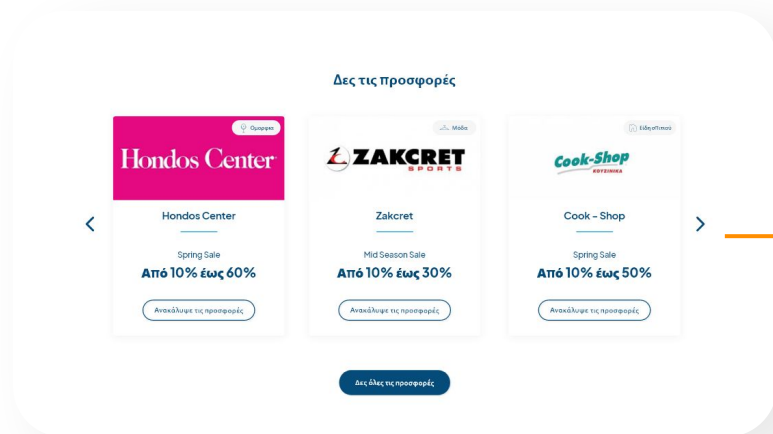 Δες τις προσφορές
Ομορφιά
Hondos Center
Hondos Center
Spring Sale
Από 10% έως 60%
Ανακάλυψε τις προσφορές
Μόδα
ZAKCRET
SPORTS
Zakcret
Mid Season Sale
Από 10% έως 30%
Ανακάλυψε τις προσφορές
Είδη σπιτιού
Cook-Shop
ΚΟΥΖΙΝΙΚΑ
Cook – Shop
Spring Sale
Από 10% έως 50%
Ανακάλυψε τις προσφορές
Δες όλες τις προσφορές